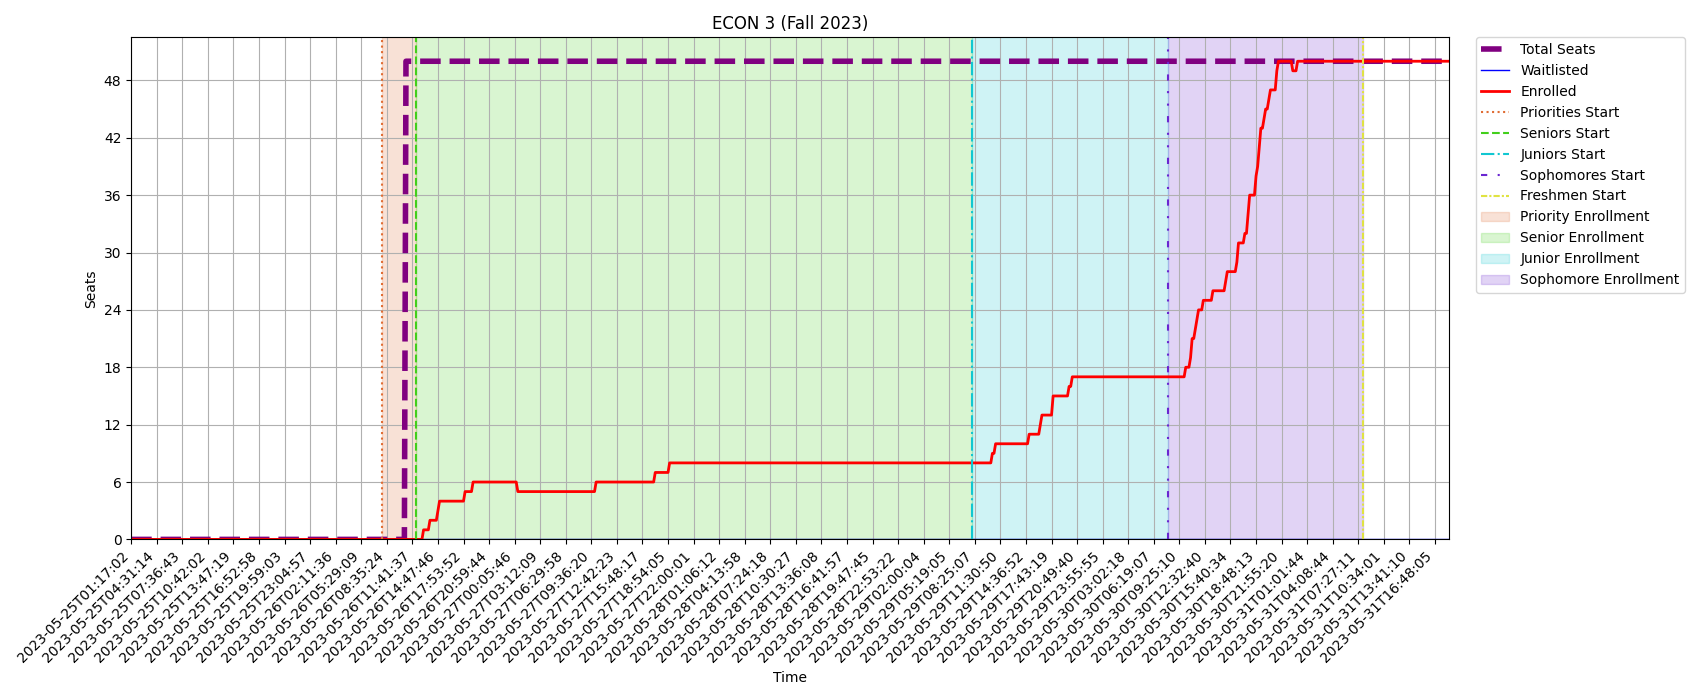 ECON 3 (Fall 2023)
Seats
48
42
36
30
24
18
12
6
0
2023-05-25T01:17:02
2023-05-25T04:31:14
2023-05-25T07:36:43
2023-05-25T10:42:02
2023-05-25T13:47:19
2023-05-25T16:52:58
2023-05-25T19:59:03
2023-05-25T23:04:57
2023-05-26T02:11:36
2023-05-26T05:29:09
2023-05-26T08:35:24
2023-05-26T11:41:37
2023-05-26T14:47:46
2023-05-26T17:53:52
2023-05-26T20:59:44
2023-05-27T00:05:46
2023-05-27T03:12:09
2023-05-27T06:29:58
2023-05-27T09:36:20
2023-05-27T12:42:23
2023-05-27T15:48:17
2023-05-27T18:54:05
2023-05-27T22:00:01
2023-05-28T01:06:12
2023-05-28T04:13:58
2023-05-28T07:24:18
2023-05-28T10:30:27
2023-05-28T13:36:08
2023-05-28T16:41:57
2023-05-28T19:47:45
2023-05-28T22:53:22
2023-05-29T02:00:04
2023-05-29T05:19:05
2023-05-29T08:25:07
2023-05-29T11:30:50
2023-05-29T14:36:52
2023-05-29T17:43:19
2023-05-29T20:49:40
2023-05-29T23:55:55
2023-05-30T03:02:18
2023-05-30T06:19:07
2023-05-30T09:25:10
2023-05-30T12:32:40
2023-05-30T15:40:34
2023-05-30T18:48:13
2023-05-30T21:55:20
2023-05-31T01:01:44
2023-05-31T04:08:44
2023-05-31T07:27:11
2023-05-31T10:34:01
2023-05-31T13:41:10
2023-05-31T16:48:05
Time
Total Seats
Waitlisted
Enrolled
Priorities Start
Seniors Start
Juniors Start
Sophomores Start
Freshmen Start
Priority Enrollment
Senior Enrollment
Junior Enrollment
Sophomore Enrollment